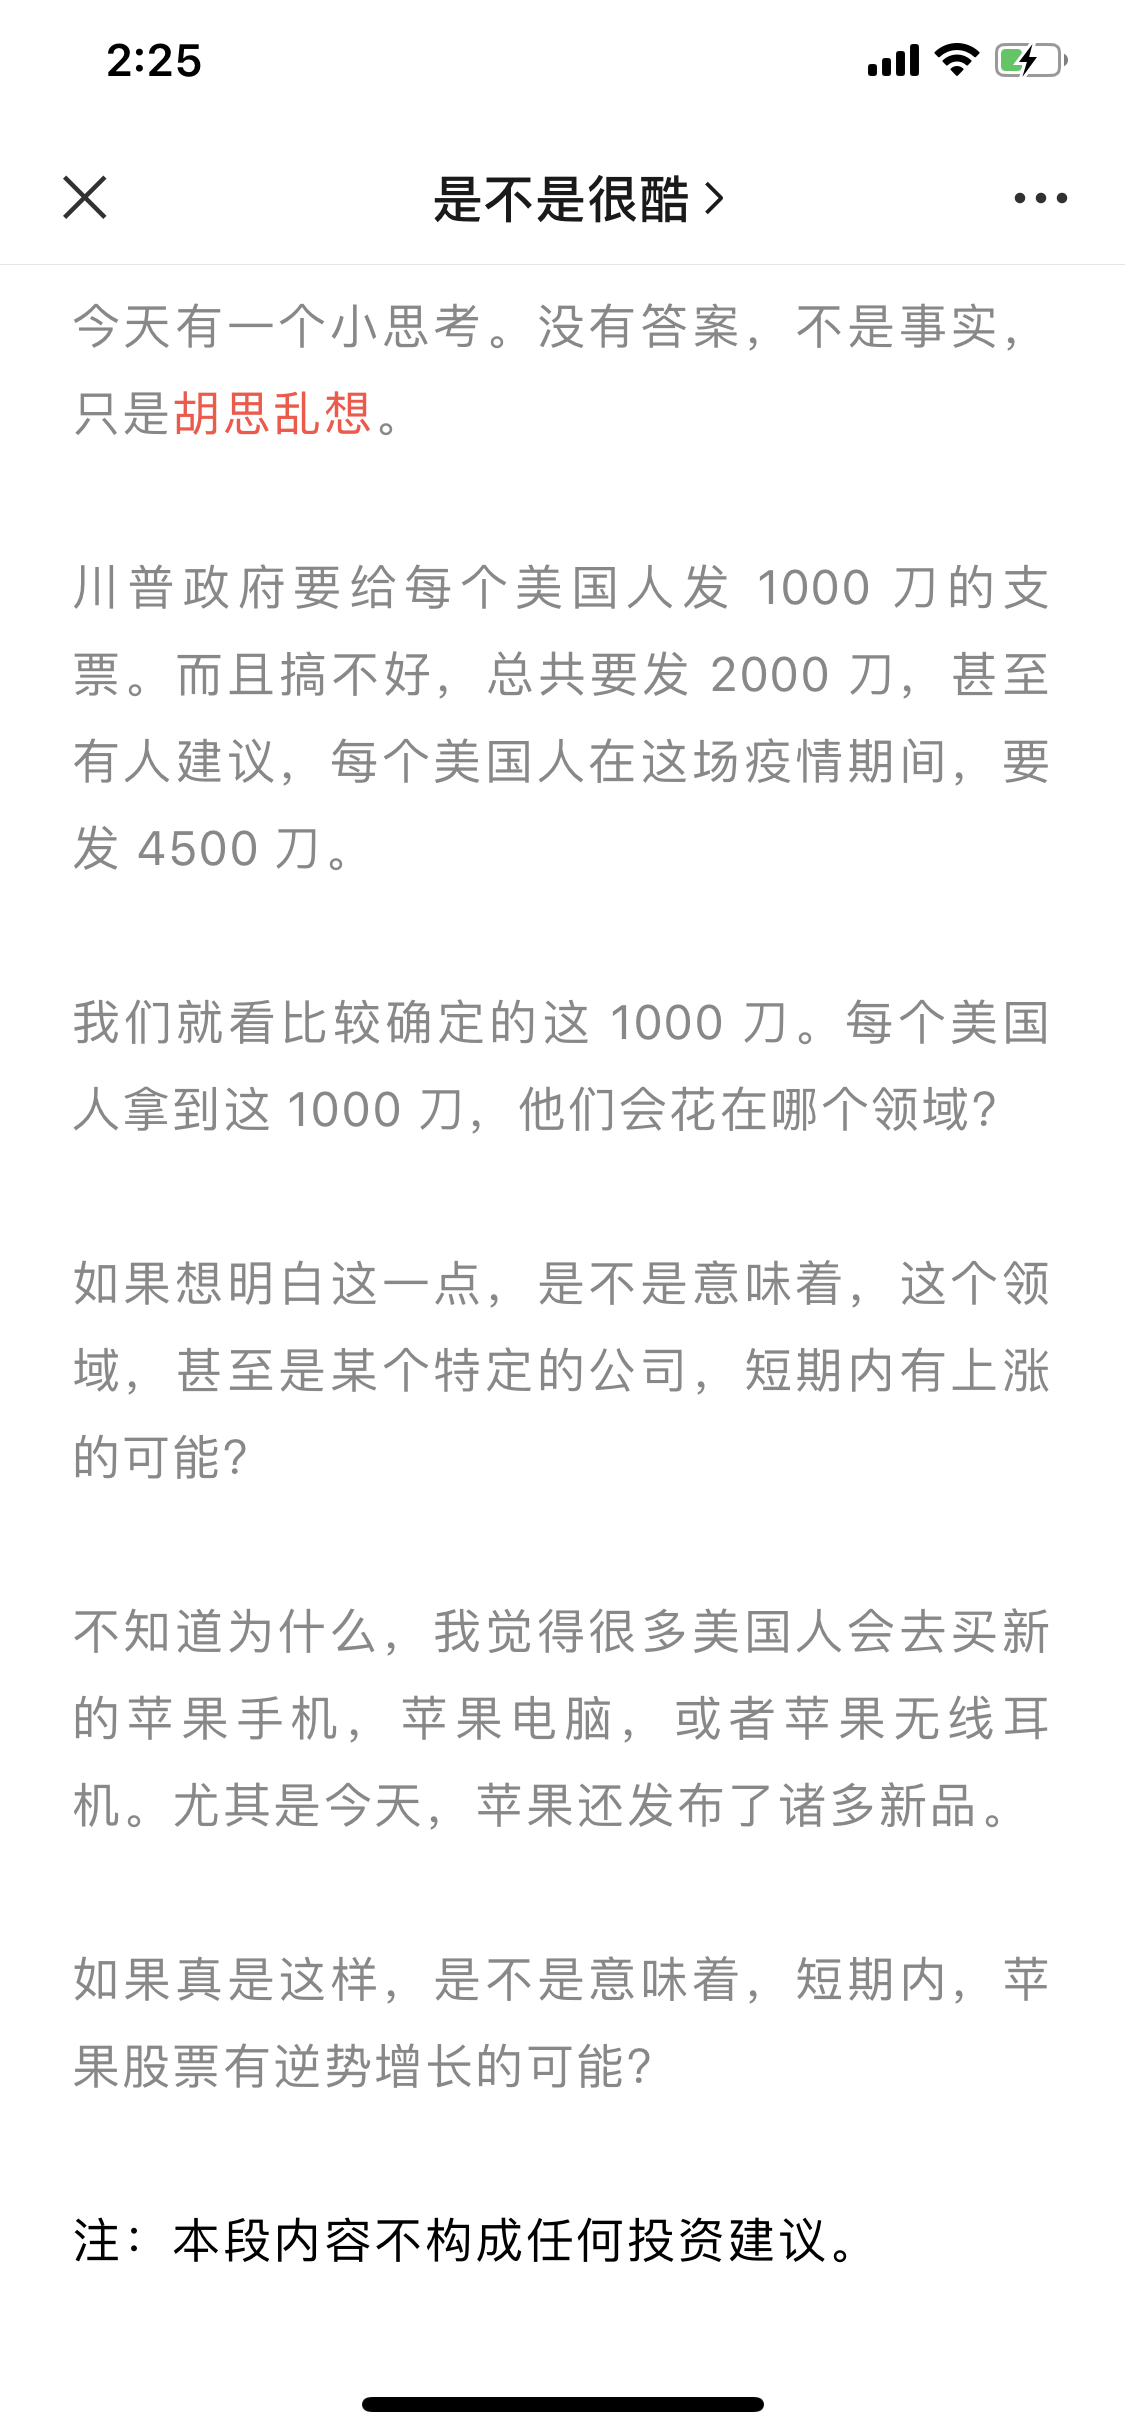 2:25
是不是很酷
今天有一个小思考。没有答案，不是事实，
只是胡思乱想。
川普政府要给每个美国人发 1000 刀的支
票。而且搞不好，总共要发 2000 刀，甚至
有人建议，每个美国人在这场疫情期间，要
发 4500 刀。
我们就看比较确定的这 1000 刀。每个美国
人拿到这 1000 刀，他们会花在哪个领域？
如果想明白这一点，是不是意味着，这个领
域，甚至是某个特定的公司，短期内有上涨
的可能？
不知道为什么，我觉得很多美国人会去买新
的苹果手机，苹果电脑，或者苹果无线耳
机。尤其是今天，苹果还发布了诸多新品。
如果真是这样，是不是意味着，短期内，苹
果股票有逆势增长的可能？
注：本段内容不构成任何投资建议。